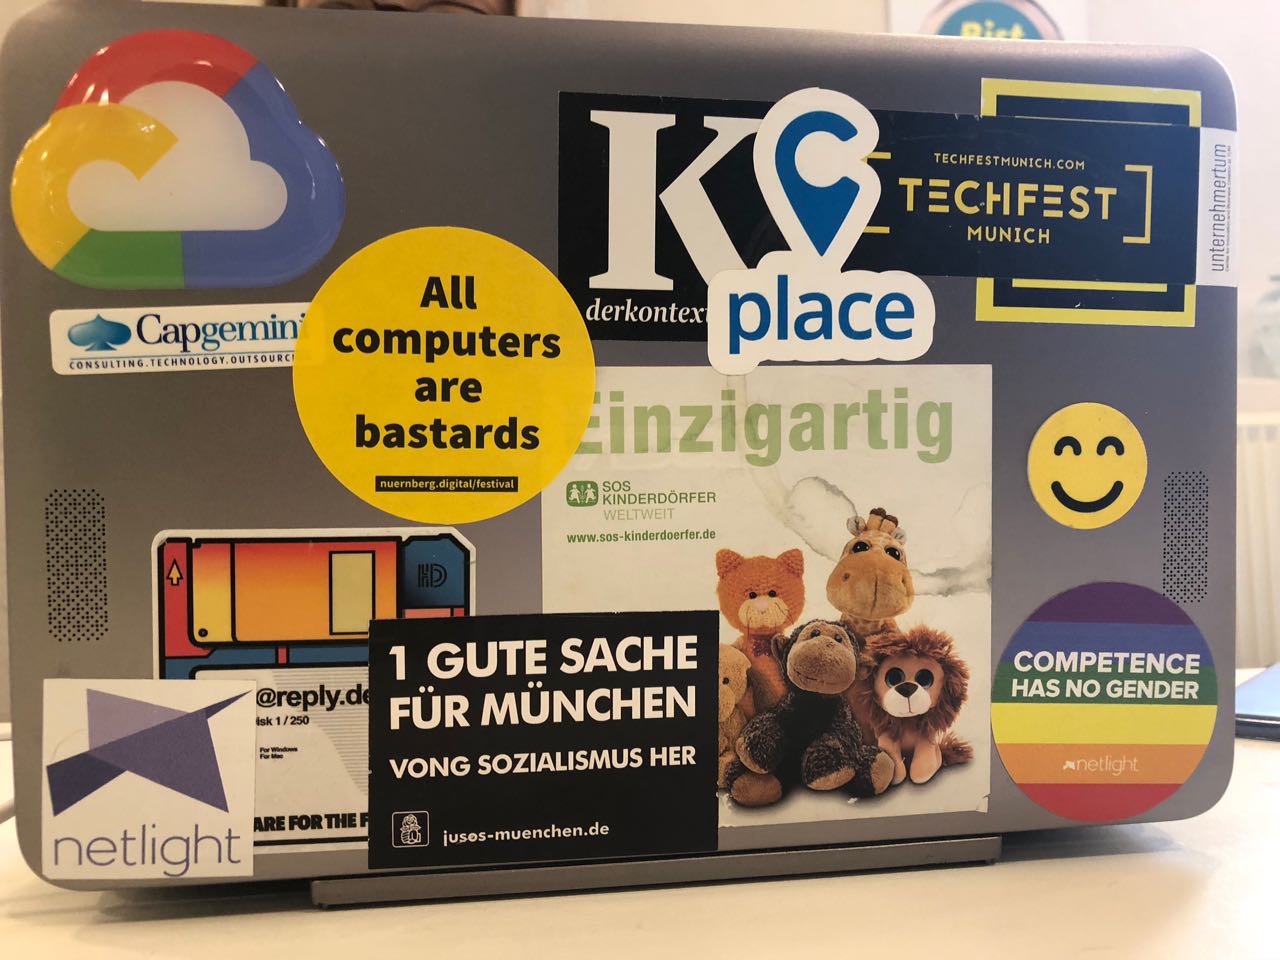 Bist
Capgemini
CONSULTING.TECHNOLOGY.OUTSOURC
All
computers
are
bastards
nuernberg.digital/festival
K
derkontext
C
place
TECHFESTMUNICH.COM
TECHFEST
MUNICH
unternehmertum
Einzigartig
SOS
KINDERDÖRFER
WELTWEIT
www.sos-kinderdoerfer.de
@reply.de
isk 1 / 250
For Windows
For Mac
ARE FOR THE F
netlight
1 GUTE SACHE
FÜR MÜNCHEN
VONG SOZIALISMUS HER
jusos-muenchen.de
COMPETENCE
HAS NO GENDER
netlight